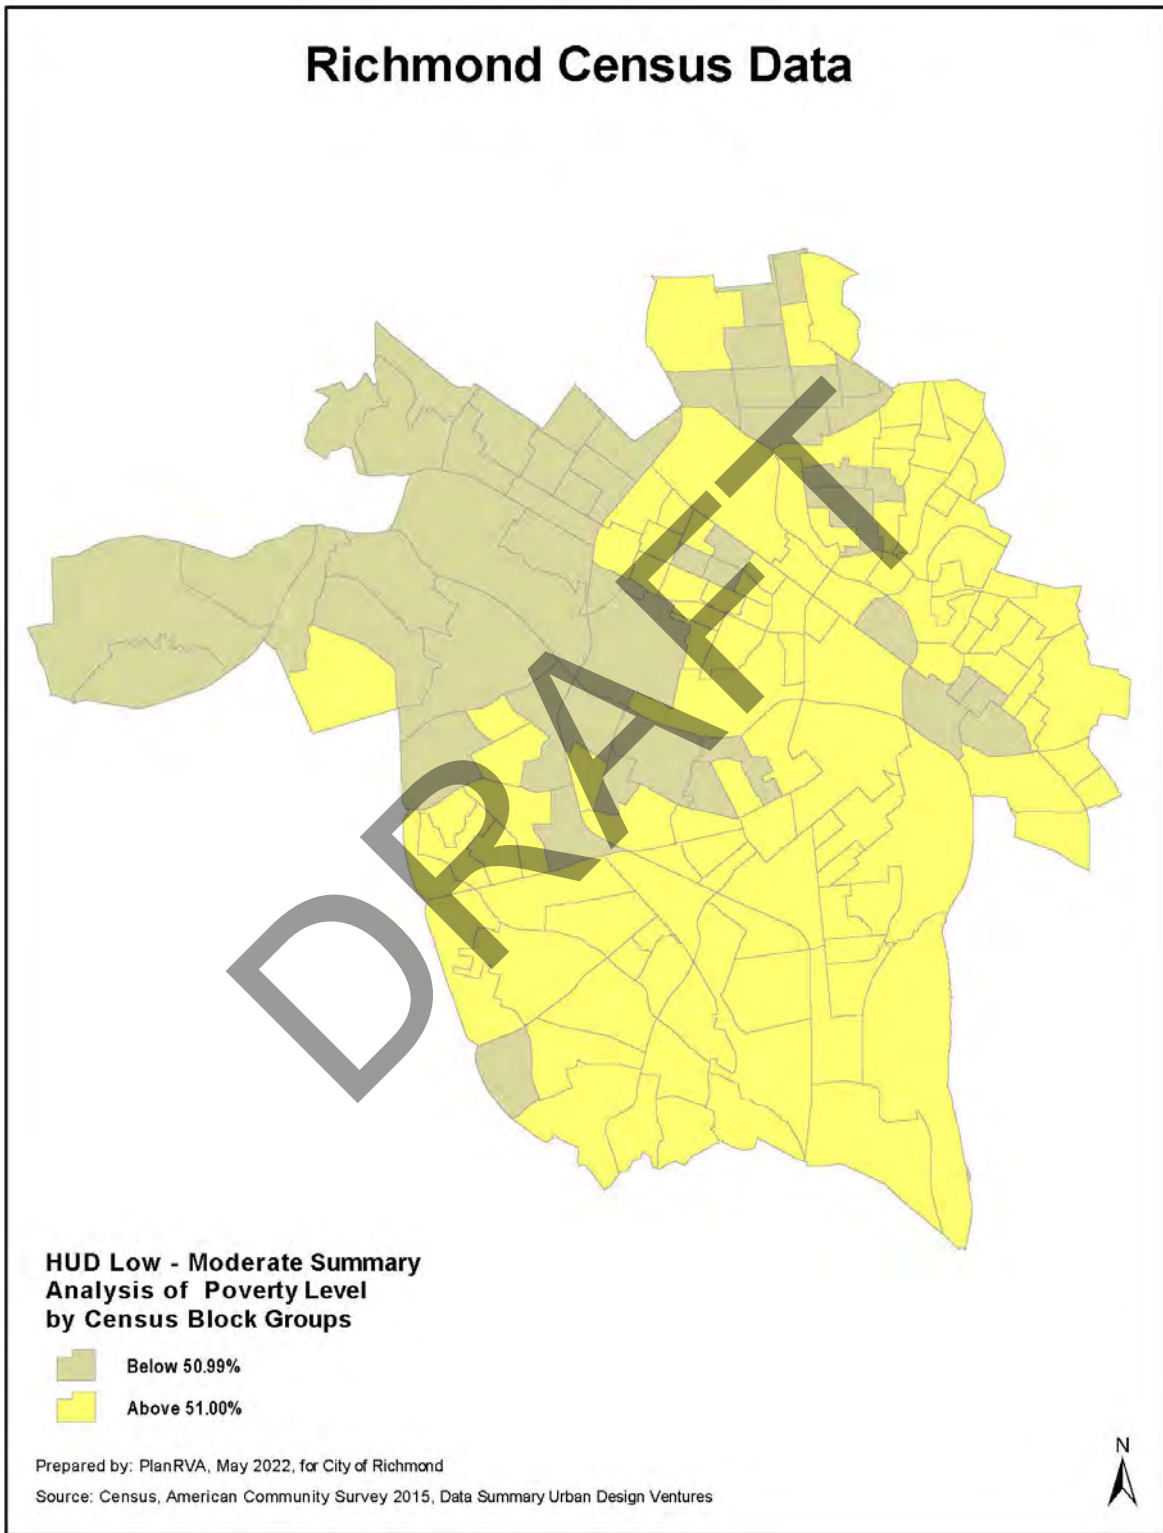 Richmond Census Data
DRAFT
HUD Low - Moderate Summary
Analysis of Poverty Level
by Census Block Groups
Below 50.99%
Above 51.00%
Prepared by: PlanRVA, May 2022, for City of Richmond
Source: Census, American Community Survey 2015, Data Summary Urban Design Ventures
N